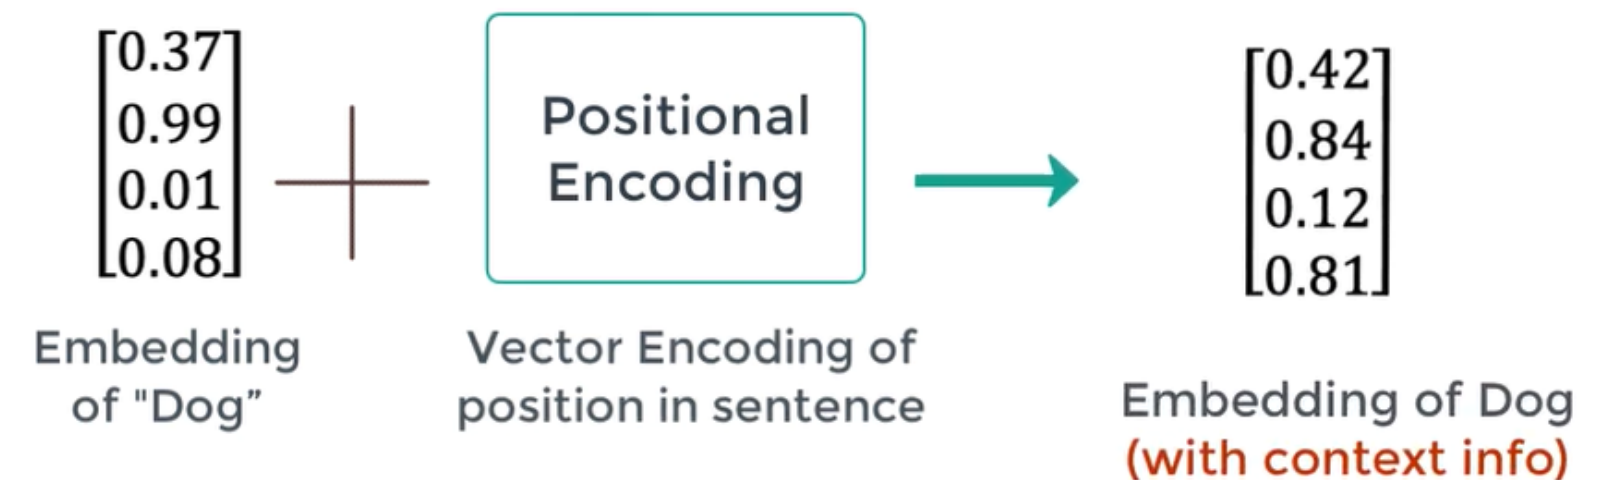 0.37
0.99
0.01
0.08
Embedding
of "Dog”
Positional
Encoding
Vector Encoding of
position in sentence
0.42
0.84
0.12
0.81
Embedding of Dog
(with context info)